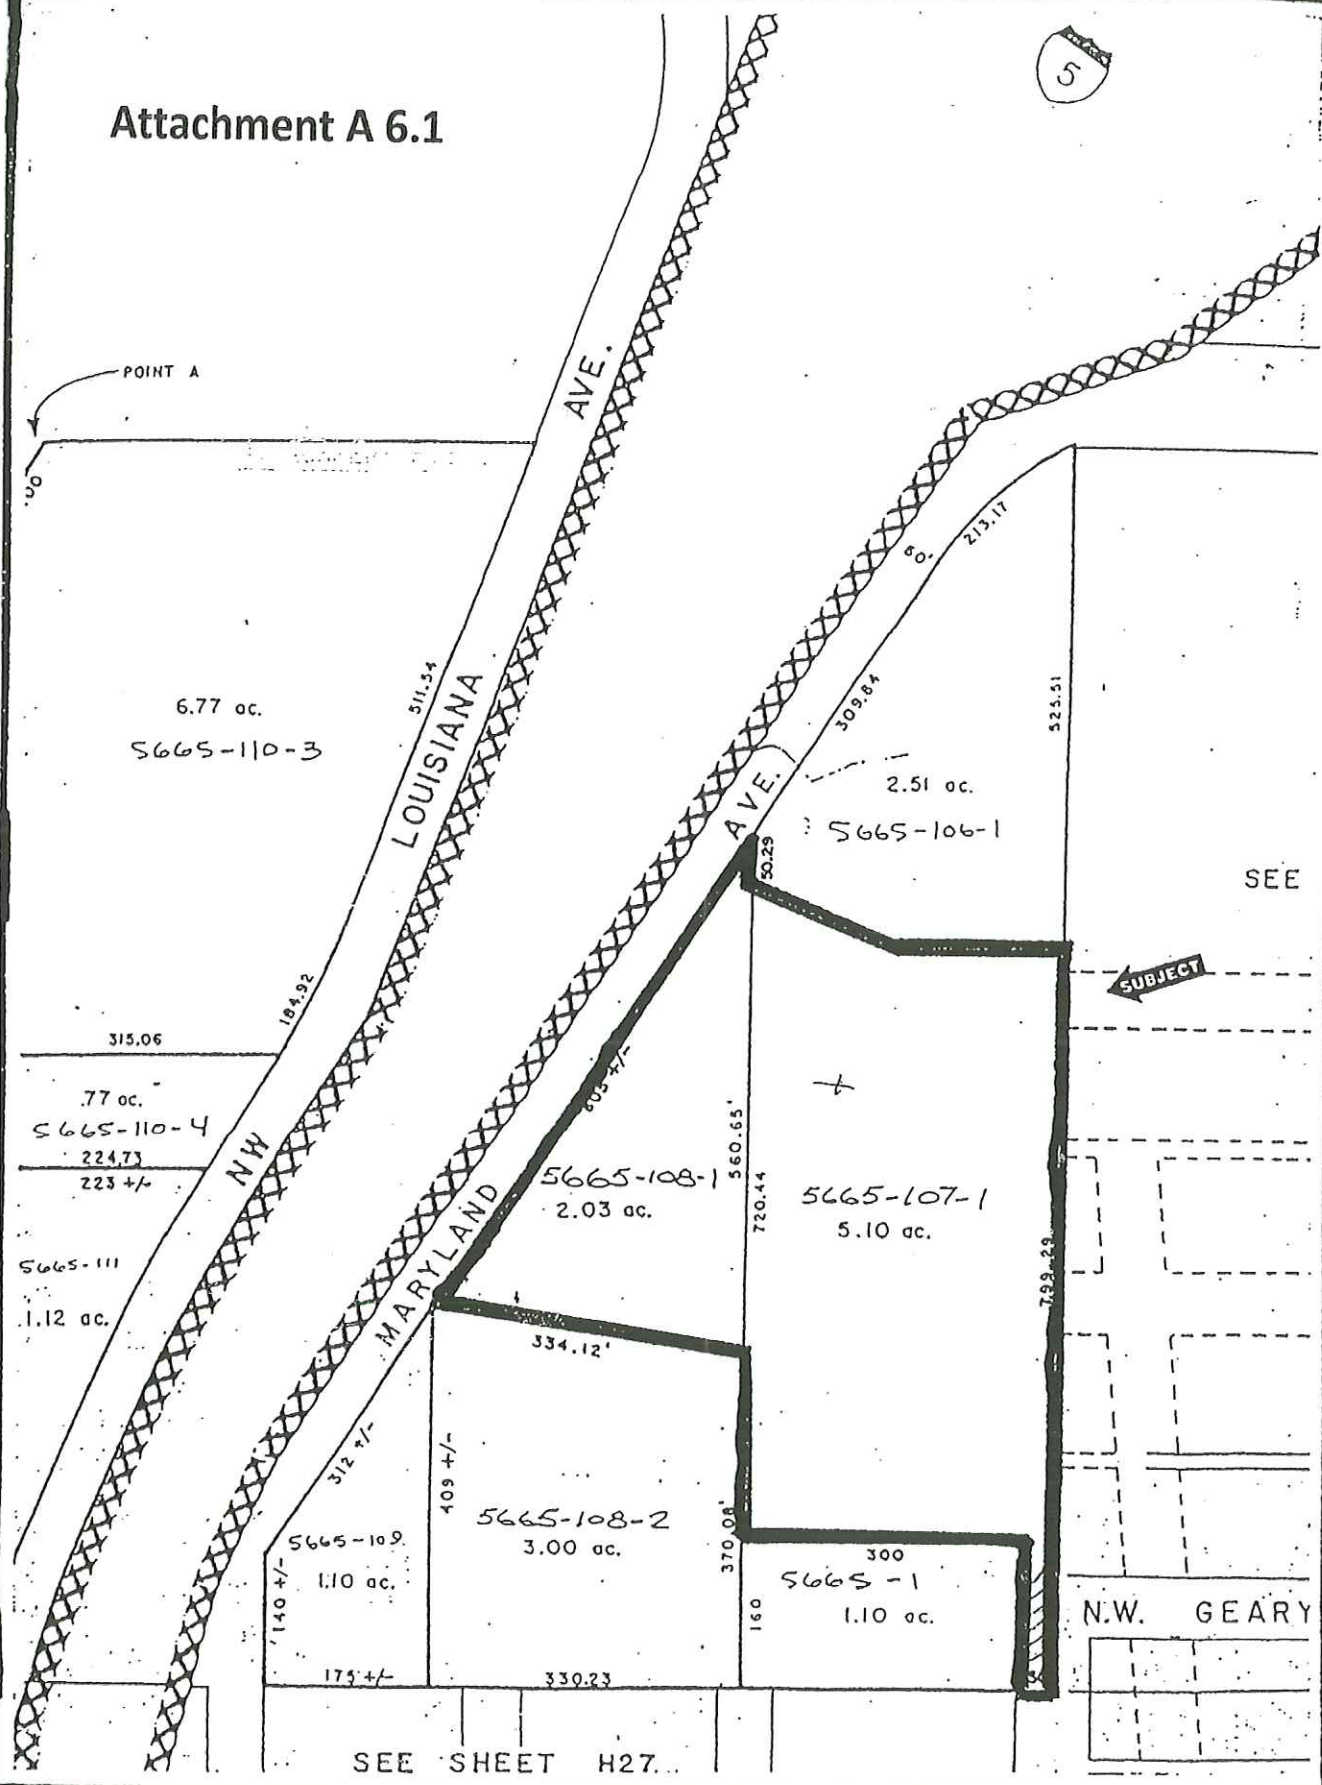 Attachment A 6.1
5
POINT A
AVE.
60.
213.17
309.84
525.51
511.54
LOUISIANA
6.77 ac.
5665-110-3
AVE.
2.51 ac.
5665-106-1
50.29
SEE
SUBJECT
184.92
315.06
.77 ac.
5665-110-4
224.73
223 +/-
NW
5665-111
1.12 ac.
MARYLAND
5665-108-1
2.03 ac.
560.65'
720.44
5665-107-1
5.10 ac.
799.29
334.12'
312 +/-
409 +/-
5665-108-2
3.00 ac.
370.08'
5665-109
1.10 ac.
140 +/-
300
5665-1
1.10 ac.
160
N.W. GEARY
175 +/-
330.23
SEE SHEET H27